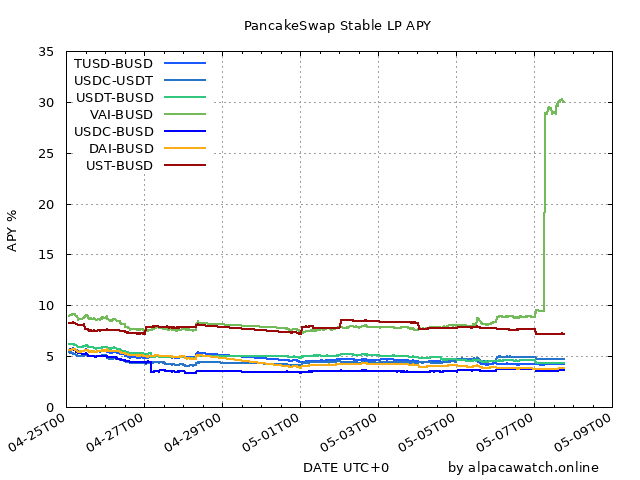 PancakeSwap Stable LP APY
35
30
25
20
15
10
5
0
APY %
TUSD-BUSD
USDC-USDT
USDT-BUSD
VAI-BUSD
USDC-BUSD
DAI-BUSD
UST-BUSD
04-25T00
04-27T00
04-29T00
05-01T00
05-03T00
05-05T00
05-07T00
05-09T00
DATE UTC+0
by alpacawatch.online